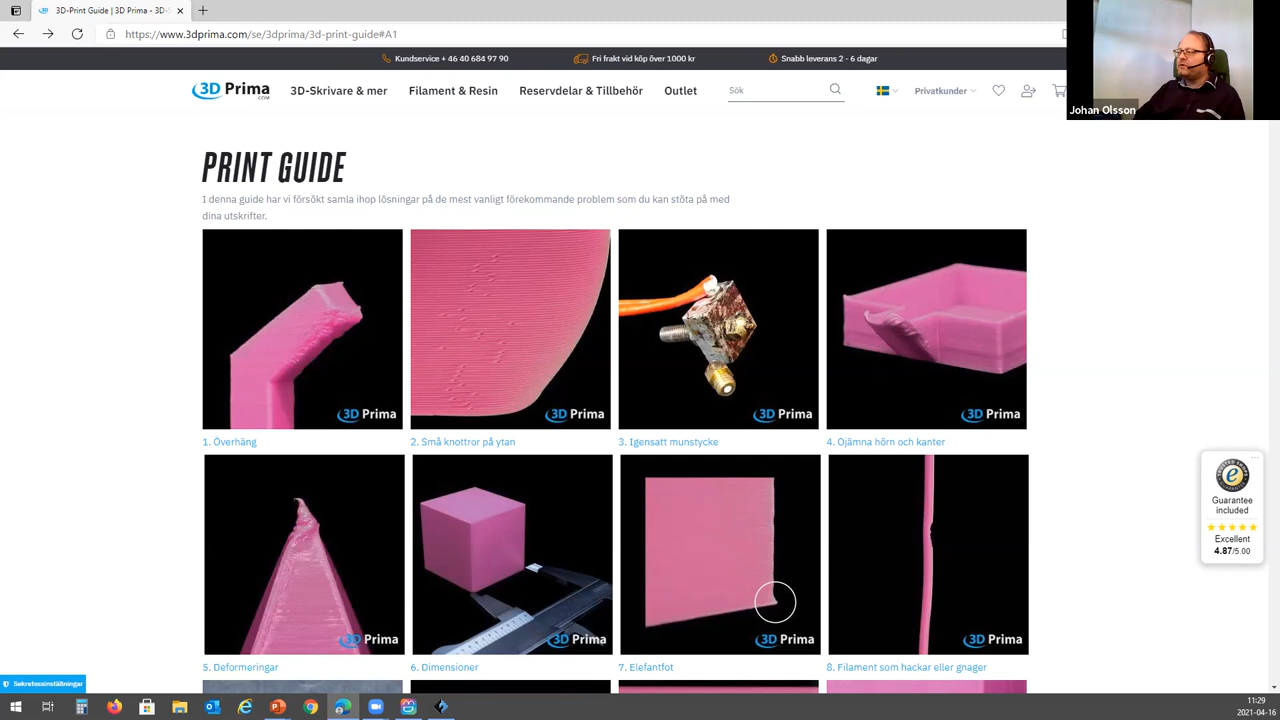 3D-Print Guide | 3D Prima - 3D-S
https://www.3dprima.com/se/3dprima/3d-print-guide#A1
Kundservice + 46 40 684 97 90
Fri frakt vid köp över 1000 kr
Snabb leverans 2 - 6 dagar
3D Prima
.COM
3D-Skrivare & mer
Filament & Resin
Reservdelar & Tillbehör
Outlet
Sök
Privatkunder
Johan Olsson
PRINT GUIDE
I denna guide har vi försökt samla ihop lösningar på de mest vanligt förekommande problem som du kan stöta på med
dina utskrifter.
3D Prima
3D Prima
3D Prima
3D Prima
1. Överhäng
2. Små knottror på ytan
3. Igensatt munstycke
4. Ojämna hörn och kanter
3D Prima
3D Prima
3D Prima
3D Prima
5. Deformeringar
6. Dimensioner
7. Elefantfot
8. Filament som hackar eller gnager
Guarantee
included
Excellent
4.87/5.00
Sekretessinställningar
11:29
2021-04-16